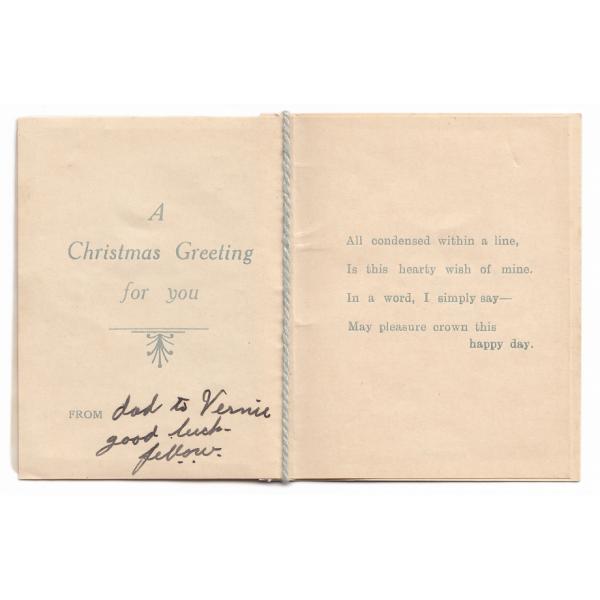 A
Christmas Greeting
for you
FROM dad to Vernie
good luck
fellow.
All condensed within a line,
Is this hearty wish of mine.
In a word, I simply say—
May pleasure crown this
happy day.